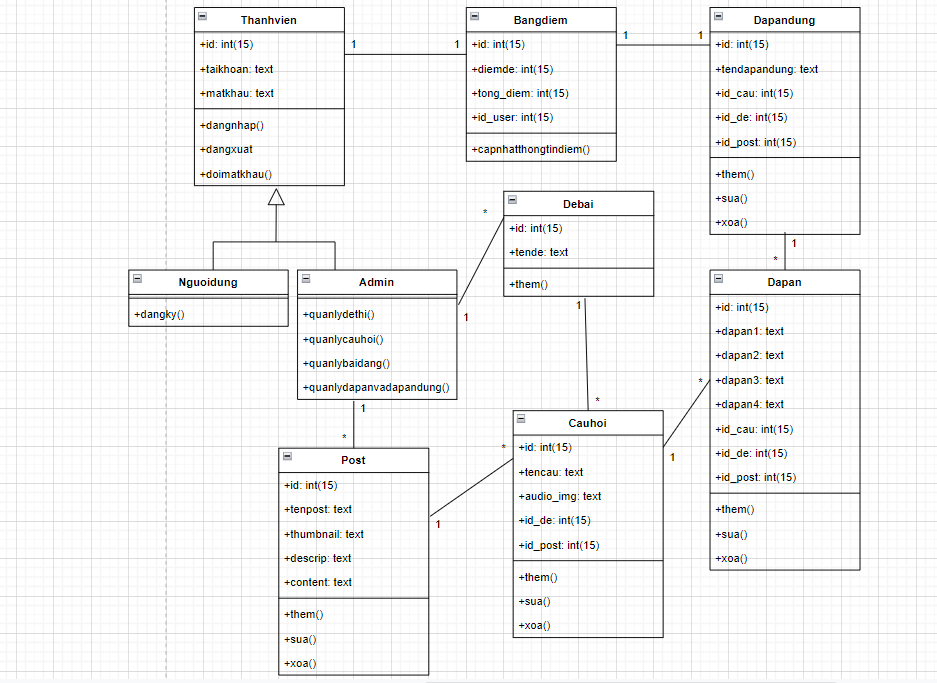 Thanhvien
+id: int(15)
+taikhoan: text
+matkhau: text
+dangnhap()
+dangxuat
+doimatkhau()
1
1
Bangdiem
+id: int(15)
+diemde: int(15)
+tong_diem: int(15)
+id_user: int(15)
+capnhatthongtindiem()
1
1
Dapandung
+id: int(15)
+tendapandung: text
+id_cau: int(15)
+id_de: int(15)
+id_post: int(15)
+them()
+sua()
+xoa()
1
*
Nguoidung
+dangky()
Admin
+quanlydethi()
+quanlycauhoi()
+quanlybaidang()
+quanlydapanvadapandung()
*
1
Debai
+id: int(15)
+tende: text
+them()
1
*
Dapan
+id: int(15)
+dapan1: text
+dapan2: text
+dapan3: text
+dapan4: text
+id_cau: int(15)
+id_de: int(15)
+id_post: int(15)
+them()
+sua()
+xoa()
1
*
Post
+id: int(15)
+tenpost: text
+thumbnail: text
+descrip: text
+content: text
+them()
+sua()
+xoa()
*
1
Cauhoi
+id: int(15)
+tencau: text
+audio_img: text
+id_de: int(15)
+id_post: int(15)
+them()
+sua()
+xoa()
*
1